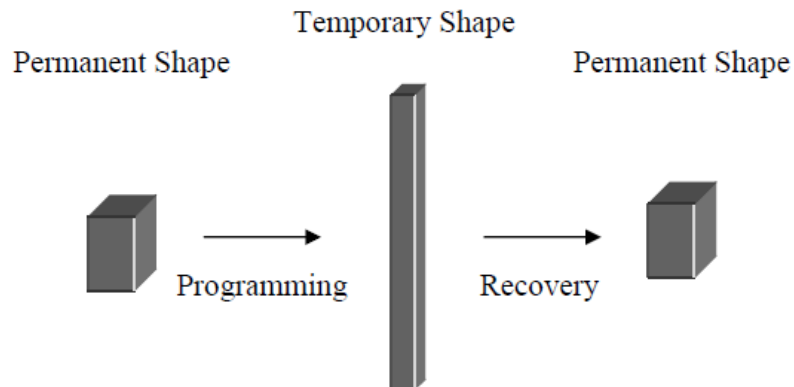 Temporary Shape
Permanent Shape
Permanent Shape
Programming
Recovery